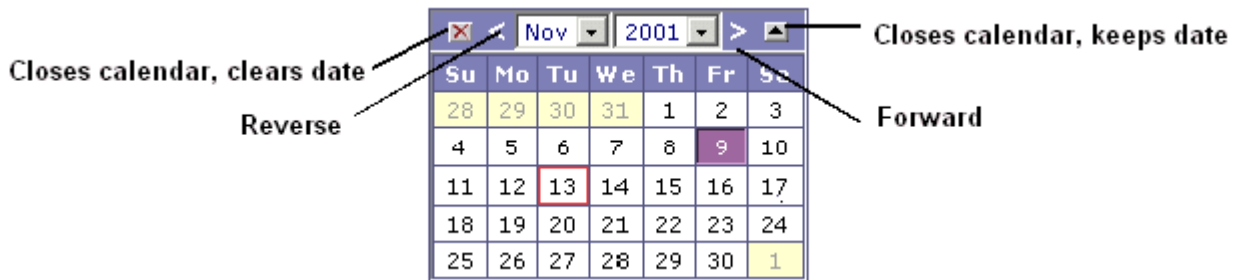 < Nov 2001 >
Closes calendar, keeps date
Closes calendar, clears date
Su Mo Tu We Th Fr Sa
Reverse
Forward
28 29 30 31 1 2 3
4 5 6 7 8 9 10
11 12 13 14 15 16 17
18 19 20 21 22 23 24
25 26 27 28 29 30 1